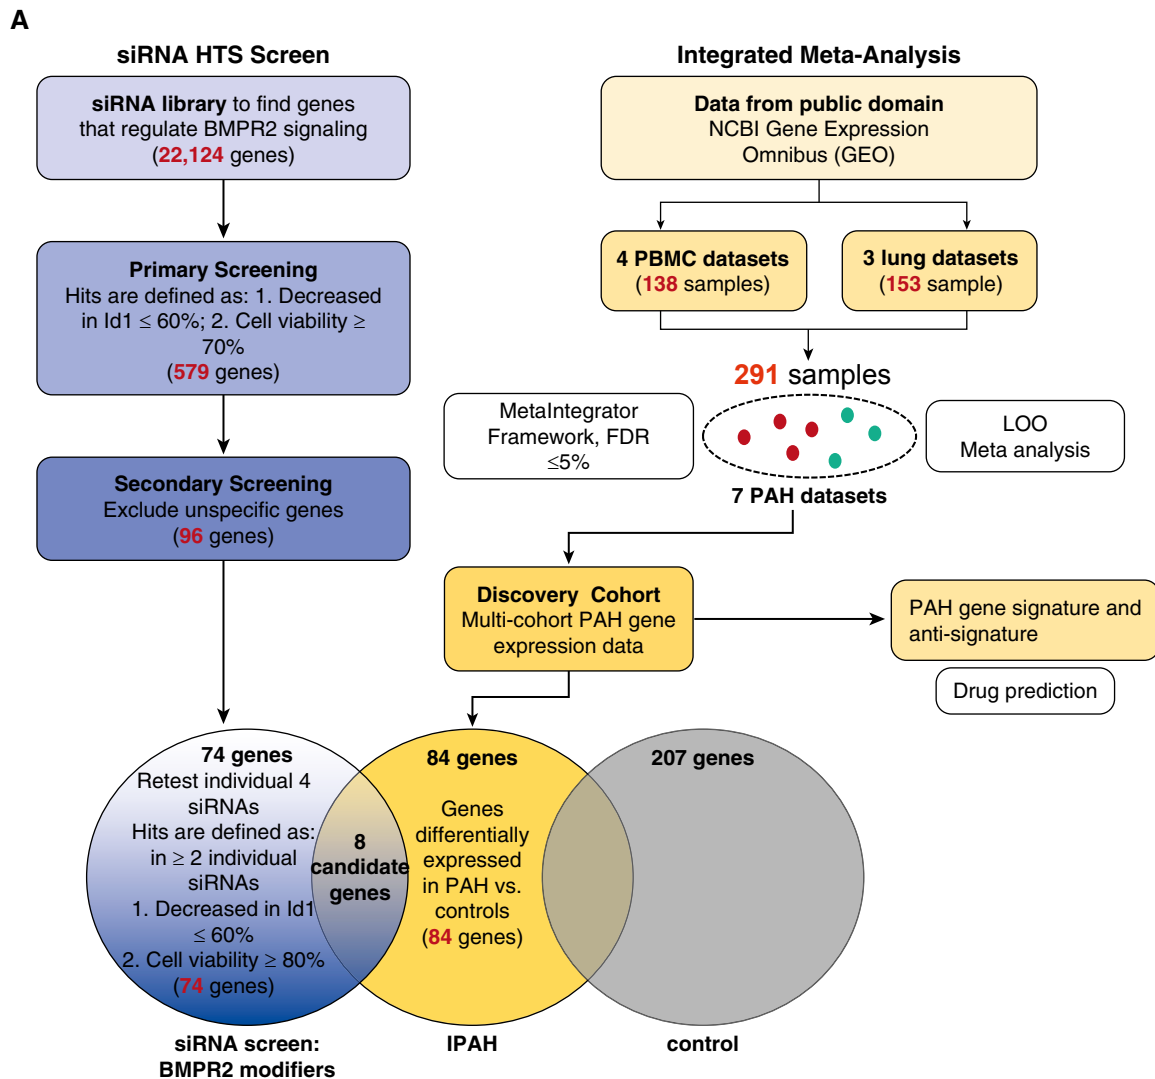 A
siRNA HTS Screen
siRNA library to find genes
that regulate BMPR2 signaling
(22,124 genes)
Primary Screening
Hits are defined as: 1. Decreased
in Id1 ≤ 60%; 2. Cell viability ≥
70%
(579 genes)
Secondary Screening
Exclude unspecific genes
(96 genes)
Integrated Meta-Analysis
Data from public domain
NCBI Gene Expression
Omnibus (GEO)
4 PBMC datasets
(138 samples)
3 lung datasets
(153 sample)
291 samples
MetaIntegrator
Framework, FDR
≤5%
LOO
Meta analysis
7 PAH datasets
Discovery Cohort
Multi-cohort PAH gene
expression data
PAH gene signature and
anti-signature
Drug prediction
74 genes
Retest individual 4
siRNAs
Hits are defined as:
in ≥ 2 individual
siRNAs
1. Decreased in Id1
≤ 60%
2. Cell viability ≥ 80%
(74 genes)
8
candidate
genes
84 genes
Genes
differentially
expressed
in PAH vs.
controls
(84 genes)
207 genes
siRNA screen:
BMPR2 modifiers
IPAH
control